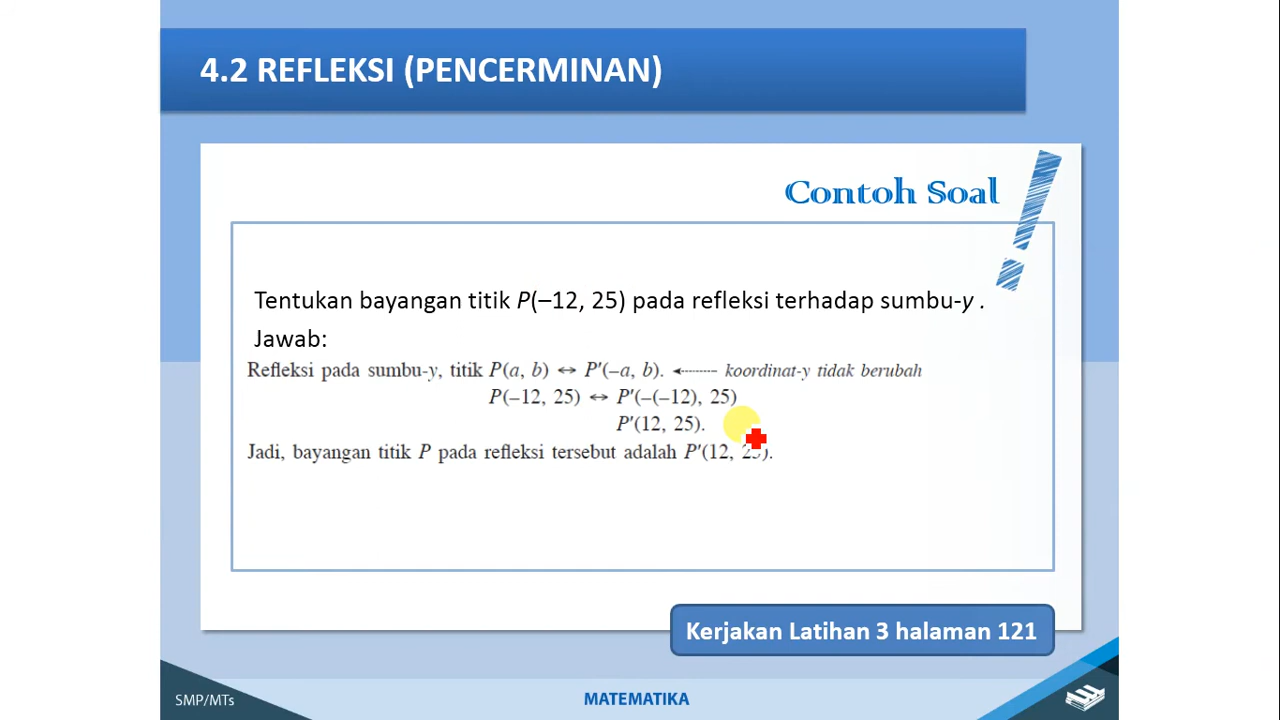 4.2 REFLEKSI (PENCERMINAN)
Contoh Soal
Tentukan bayangan titik P(–12, 25) pada refleksi terhadap sumbu-y .
Jawab:
Refleksi pada sumbu-y, titik P(a, b) ↔ P′(–a, b). ◄-------- koordinat-y tidak berubah
P(–12, 25) ↔ P′(–(–12), 25)
P′(12, 25).
Jadi, bayangan titik P pada refleksi tersebut adalah P′(12, 25).
Kerjakan Latihan 3 halaman 121
SMP/MTs
MATEMATIKA